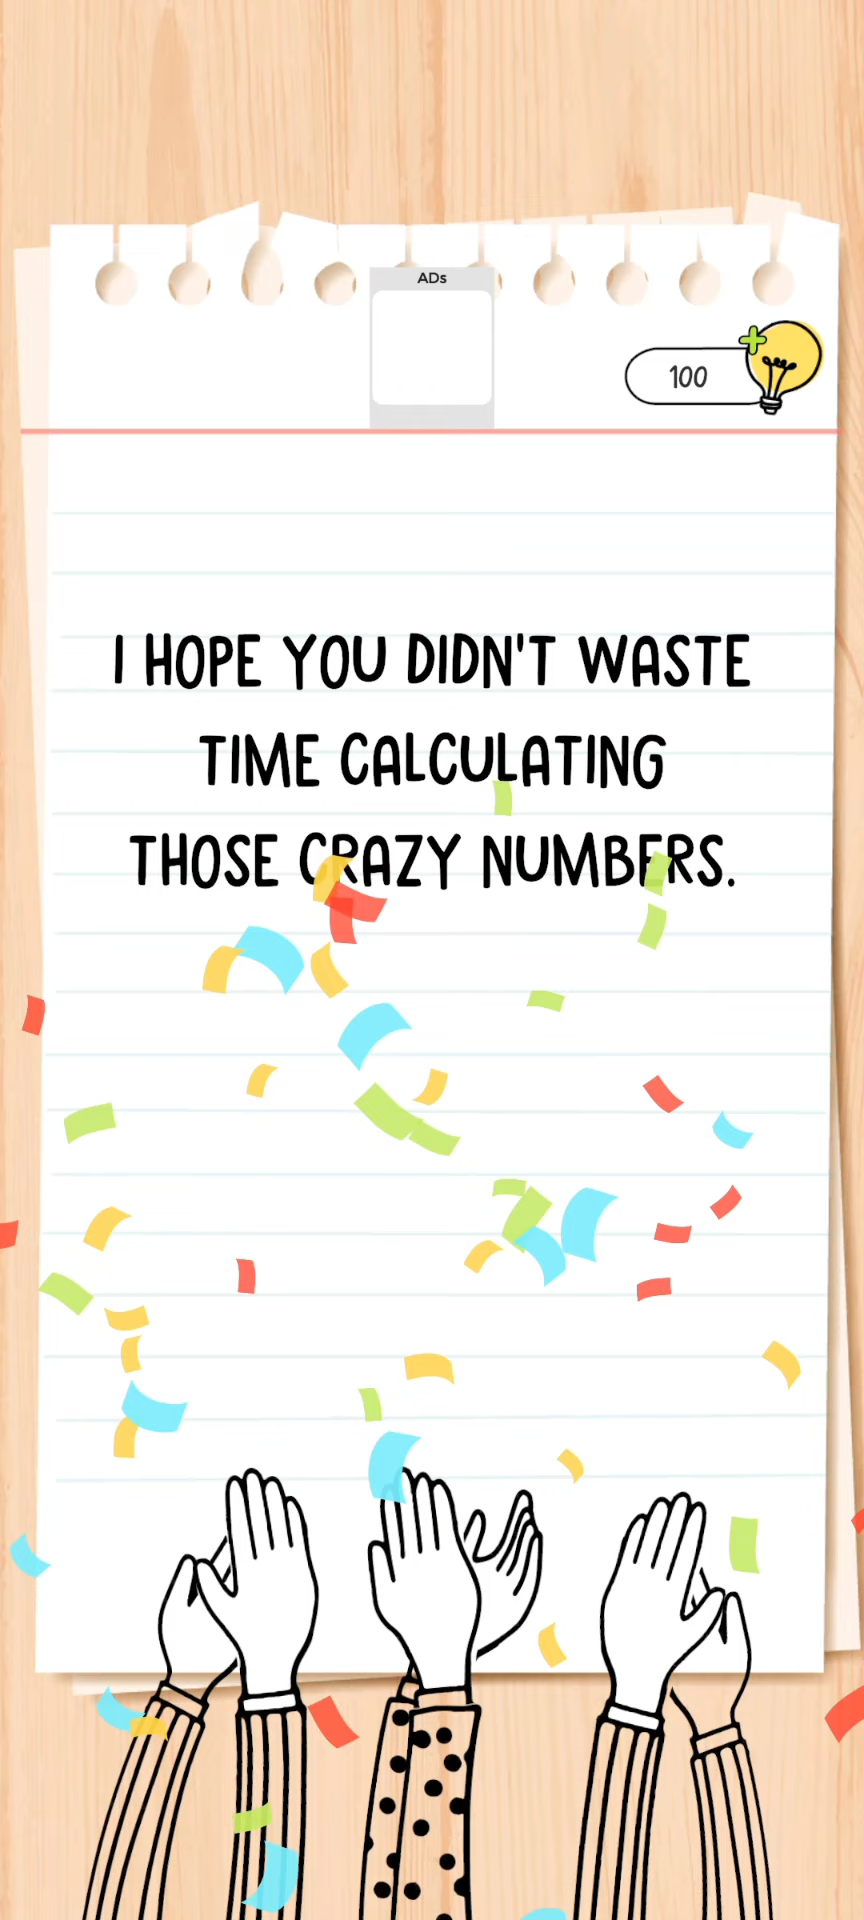 ADs
100
I HOPE YOU DIDN'T WASTE
TIME CALCULATING
THOSE CRAZY NUMBERS.